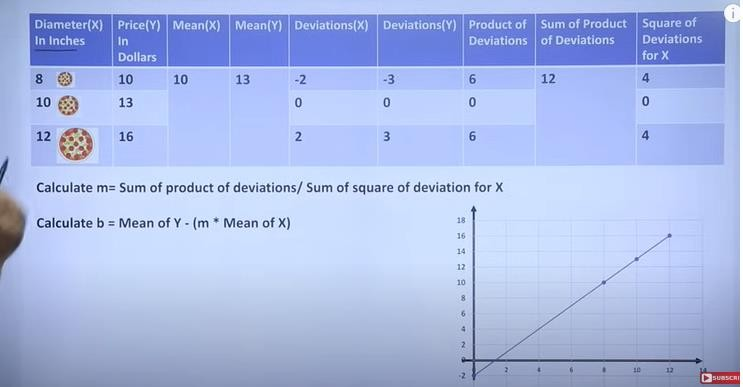 Diameter(X) Price(Y) Mean(X) Mean(Y) Deviations(X) Deviations(Y) Product of Sum of Product Square of
In Inches In Deviations of Deviations Deviations
Dollars for X
8 10 10 13 -2 -3 6 12 4
10 13 0 0 0 0
12 16 2 3 6 4
Calculate m= Sum of product of deviations/ Sum of square of deviation for X
Calculate b = Mean of Y - (m * Mean of X)
18
16
14
12
10
8
6
4
2
0
-2
2 4 6 8 10 12 14
SUBSCRI